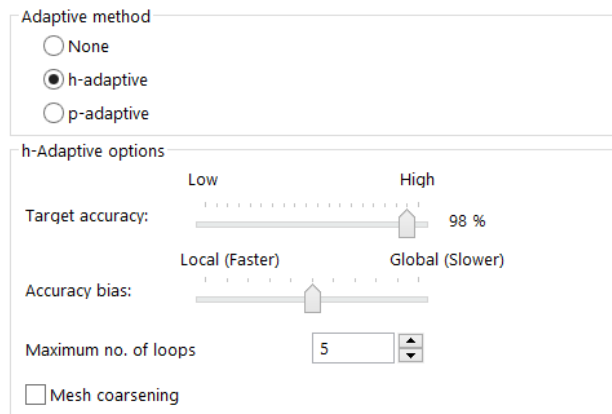 Adaptive method
None
h-adaptive
p-adaptive
h-Adaptive options
Low High
Target accuracy: 98 %
Local (Faster) Global (Slower)
Accuracy bias:
Maximum no. of loops 5
Mesh coarsening